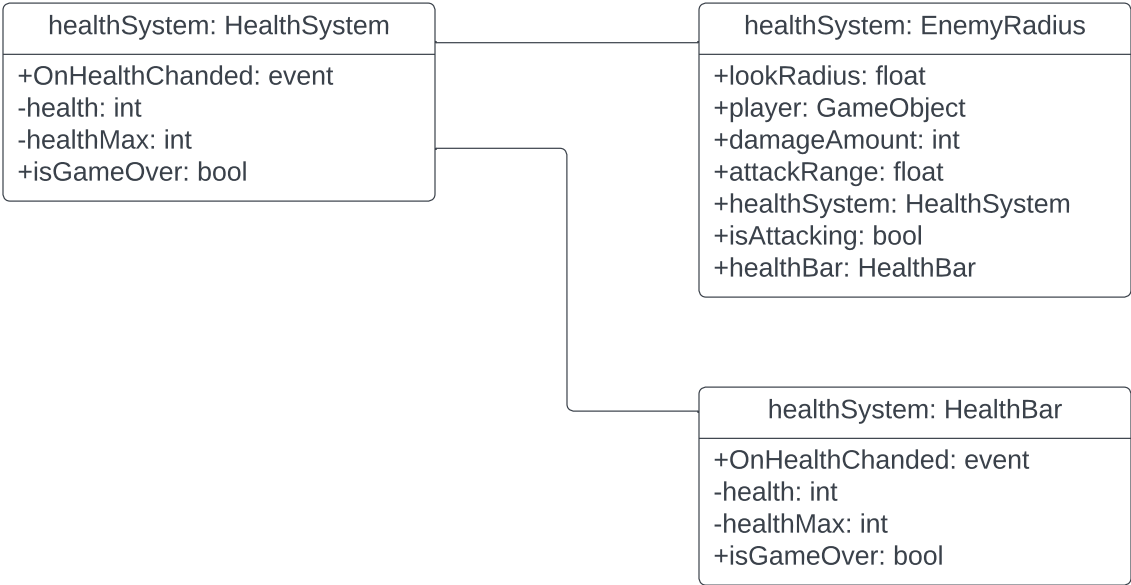 healthSystem: HealthSystem
+OnHealthChanded: event
-health: int
-healthMax: int
+isGameOver: bool
healthSystem: EnemyRadius
+lookRadius: float
+player: GameObject
+damageAmount: int
+attackRange: float
+healthSystem: HealthSystem
+isAttacking: bool
+healthBar: HealthBar
healthSystem: HealthBar
+OnHealthChanded: event
-health: int
-healthMax: int
+isGameOver: bool